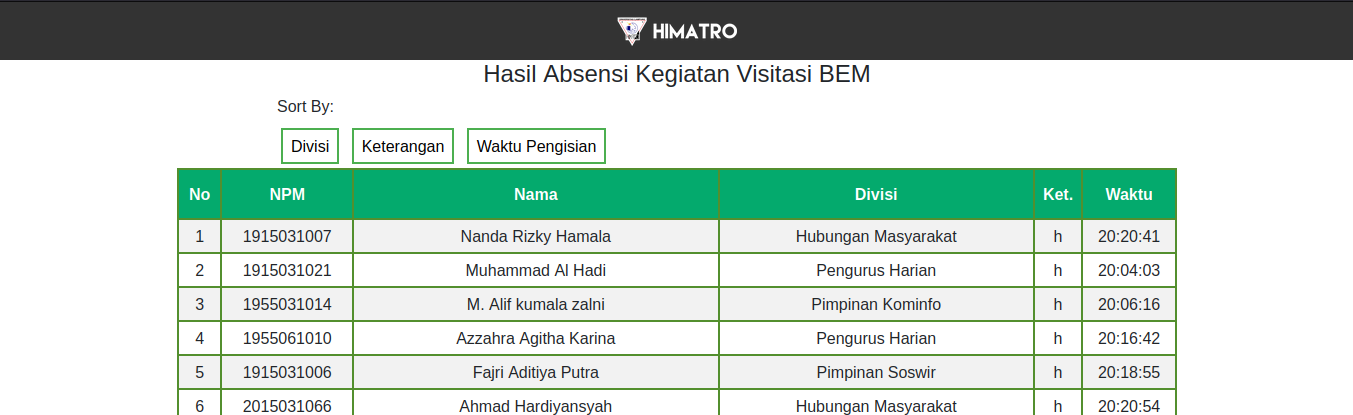 HIMATRO
Hasil Absensi Kegiatan Visitasi BEM
Sort By:
Divisi Keterangan Waktu Pengisian
No NPM Nama Divisi Ket. Waktu
1 1915031007 Nanda Rizky Hamala Hubungan Masyarakat h 20:20:41
2 1915031021 Muhammad Al Hadi Pengurus Harian h 20:04:03
3 1955031014 M. Alif kumala zalni Pimpinan Kominfo h 20:06:16
4 1955061010 Azzahra Agitha Karina Pengurus Harian h 20:16:42
5 1915031006 Fajri Aditiya Putra Pimpinan Soswir h 20:18:55
6 2015031066 Ahmad Hardiyansyah Hubungan Masyarakat h 20:20:54